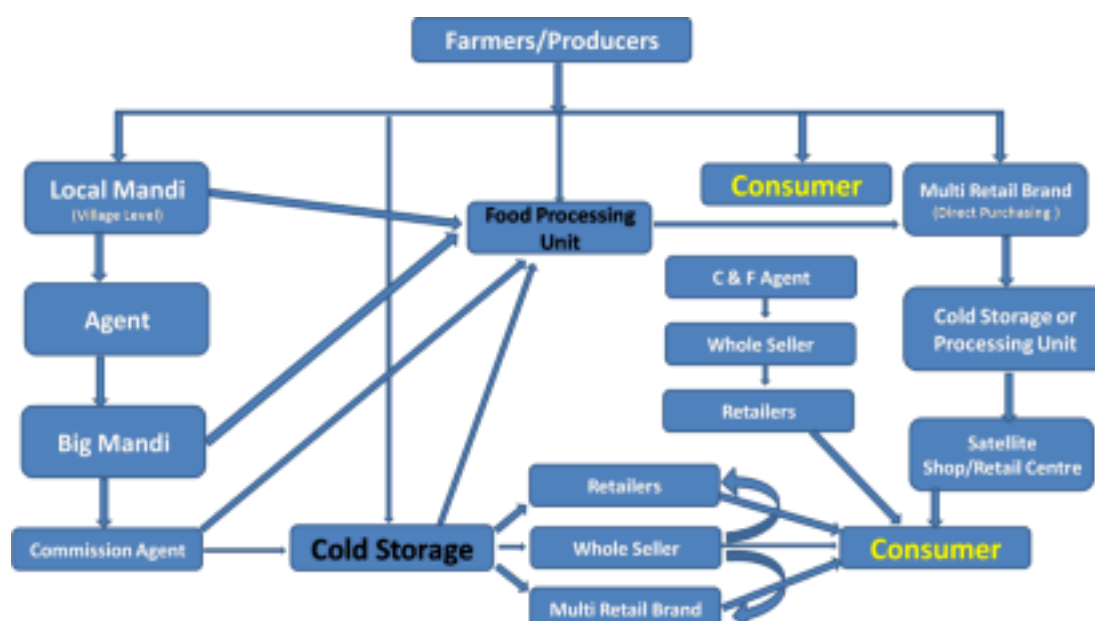 Farmers/Producers
Local Mandi
(Village Level)
Consumer
Multi Retail Brand
(Direct Purchasing )
Food Processing
Unit
C & F Agent
Agent
Cold Storage or
Processing Unit
Whole Seller
Retailers
Big Mandi
Satellite
Shop/Retail Centre
Retailers
Commission Agent
Cold Storage
Whole Seller
Consumer
Multi Retail Brand